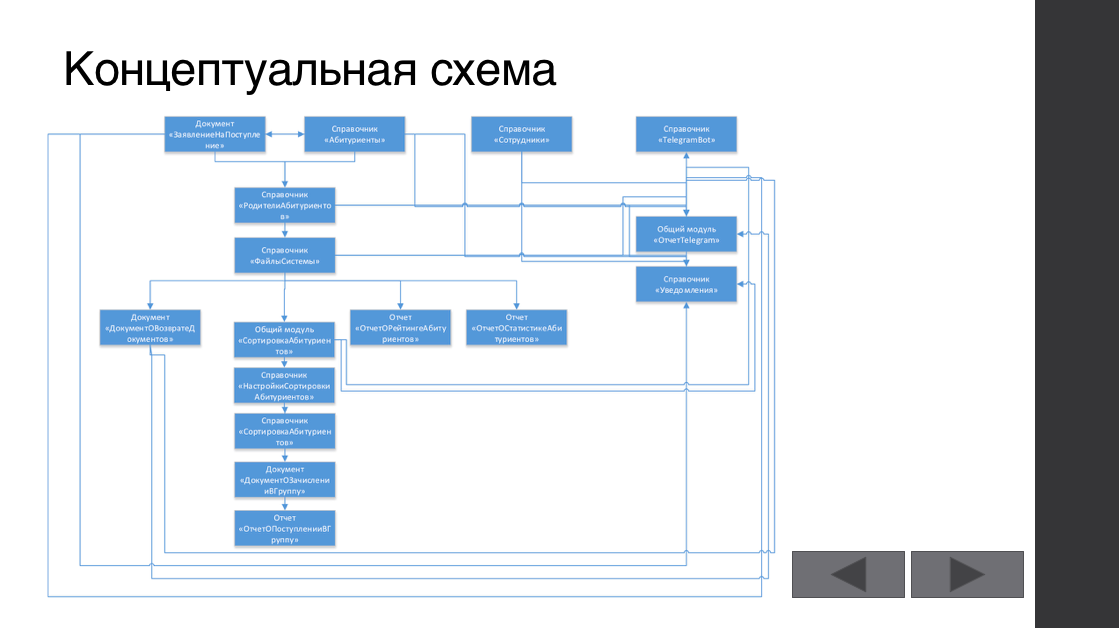 Концептуальная схема
Документ
«ЗаявлениеНаПоступле
ние»
Справочник
«Абитуриенты»
Справочник
«Сотрудники»
Справочник
«TelegramBot»
Справочник
«РодителиАбитуриенто
в»
Общий модуль
«ОтчетTelegram»
Справочник
«ФайлыСистемы»
Справочник
«Уведомления»
Документ
«ДокументОВозвратеД
окументов»
Общий модуль
«СортировкаАбитуриен
тов»
Отчет
«ОтчетОРейтингеАбиту
риентов»
Отчет
«ОтчетОСтатистикеАби
туриентов»
Справочник
«НастройкиСортировки
Абитуриентов»
Справочник
«СортировкаАбитуриен
тов»
Документ
«ДокументОЗачислени
иВГруппу»
Отчет
«ОтчетОПоступленииВГ
руппу»